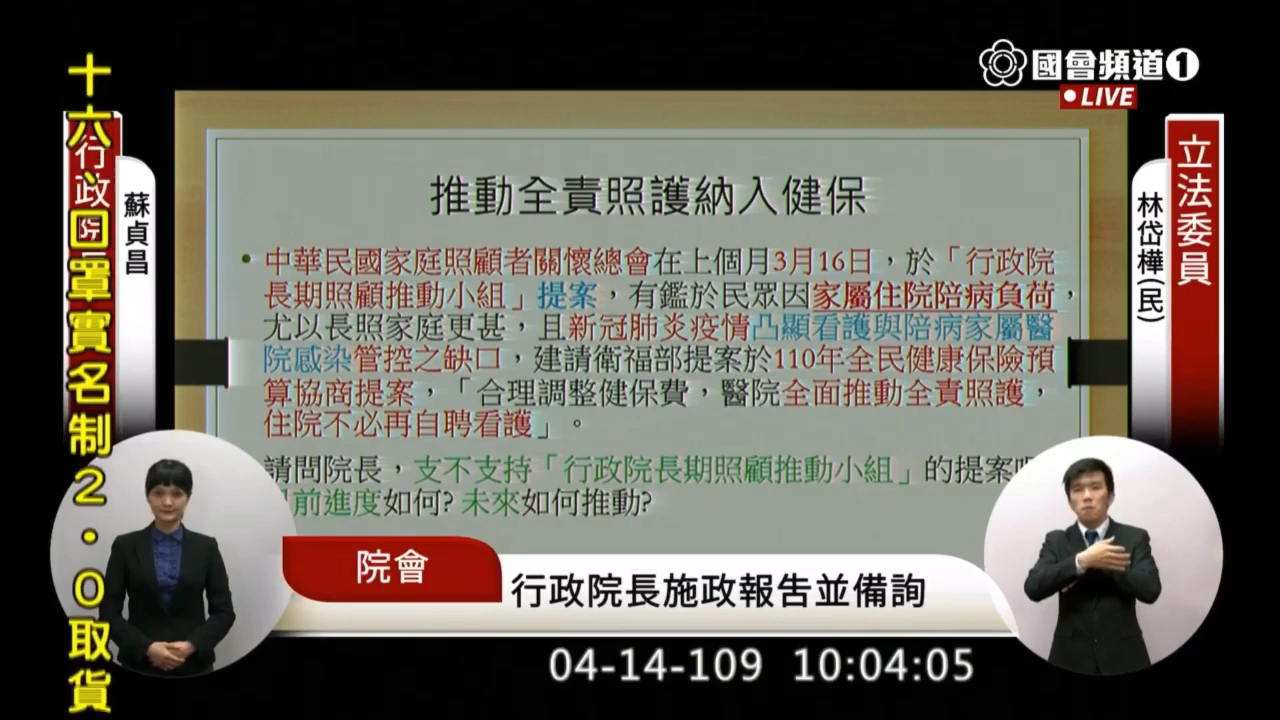 國會頻道1
LIVE
十六、口罩實名制2.0取貨
行政院
蘇貞昌
立法委員
林岱樺(民)
推動全責照護納入健保
• 中華民國家庭照顧者關懷總會在上個月3月16日，於「行政院
長期照顧推動小組」提案，有鑑於民眾因家屬住院陪病負荷，
尤以長照家庭更甚，且新冠肺炎疫情凸顯看護與陪病家屬醫
院感染管控之缺口，建請衛福部提案於110年全民健康保險預
算協商提案，「合理調整健保費，醫院全面推動全責照護，
住院不必再自聘看護」。
請問院長，支不支持「行政院長期照顧推動小組」的提案
前進度如何? 未來如何推動?
院會
行政院長施政報告並備詢
04-14-109 10:04:05